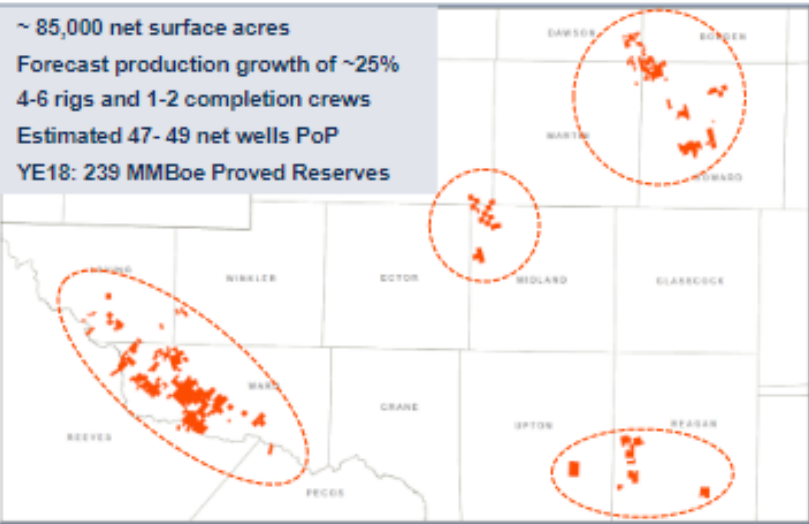 ~ 85,000 net surface acres
Forecast production growth of ~25%
4-6 rigs and 1-2 completion crews
Estimated 47- 49 net wells PoP
YE18: 239 MMBoe Proved Reserves
DAWSON
BORDEN
MARTIN
HOWARD
LOVING
WINKLER
ECTOR
MIDLAND
GLASSCOCK
WARD
CRANE
REEVES
UPTON
REAGAN
PECOS